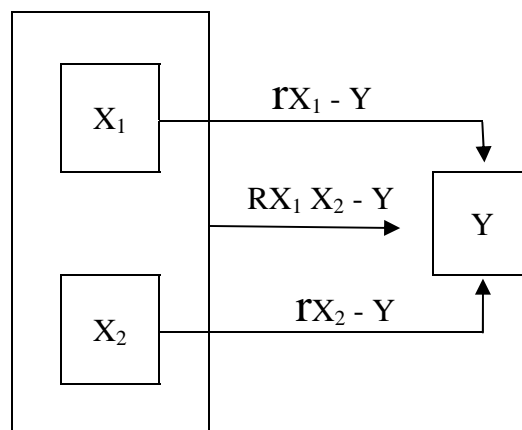 rX₁ - Y
X₁
RX₁ X₂ - Y
Y
rX₂ - Y
X₂